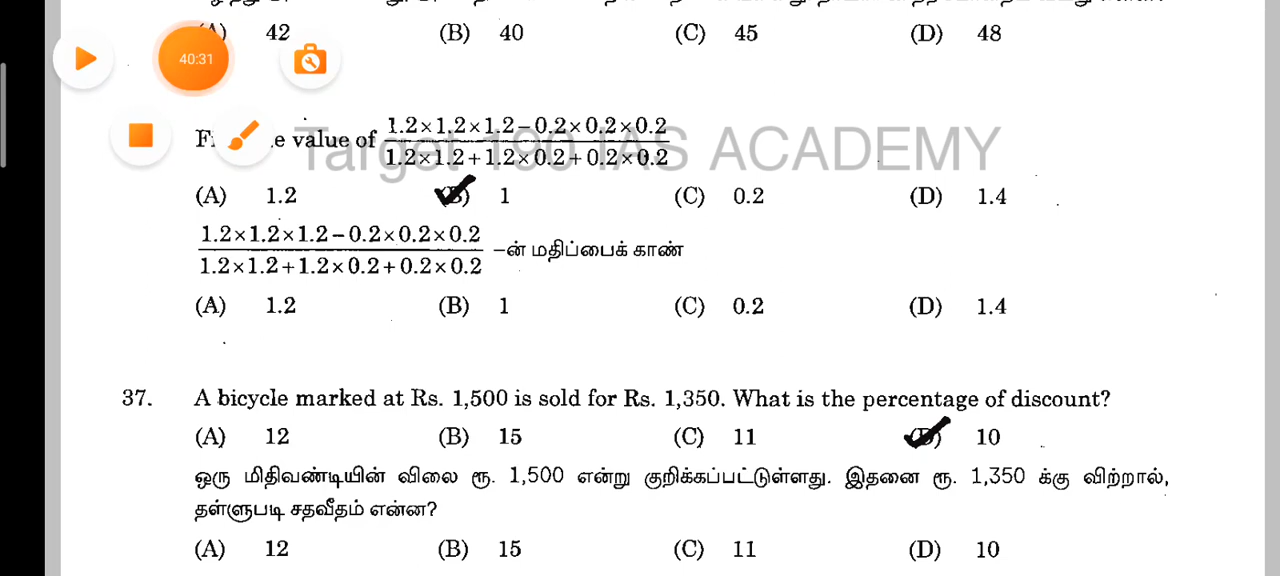 (A) 42 (B) 40 (C) 45 (D) 48
40:31
value of 1.2×1.2×1.2−0.2×0.2×0.2
1.2×1.2+1.2×0.2+0.2×0.2
Target 190 IAS ACADEMY
(A) 1.2 (B) 1 (C) 0.2 (D) 1.4
1.2×1.2×1.2−0.2×0.2×0.2
1.2×1.2+1.2×0.2+0.2×0.2 −ன் மதிப்பைக் காண்
(A) 1.2 (B) 1 (C) 0.2 (D) 1.4
37. A bicycle marked at Rs. 1,500 is sold for Rs. 1,350. What is the percentage of discount?
(A) 12 (B) 15 (C) 11 (D) 10
ஒரு மிதிவண்டியின் விலை ரூ. 1,500 என்று குறிக்கப்பட்டுள்ளது. இதனை ரூ. 1,350 க்கு விற்றால்,
தள்ளுபடி சதவீதம் என்ன?
(A) 12 (B) 15 (C) 11 (D) 10